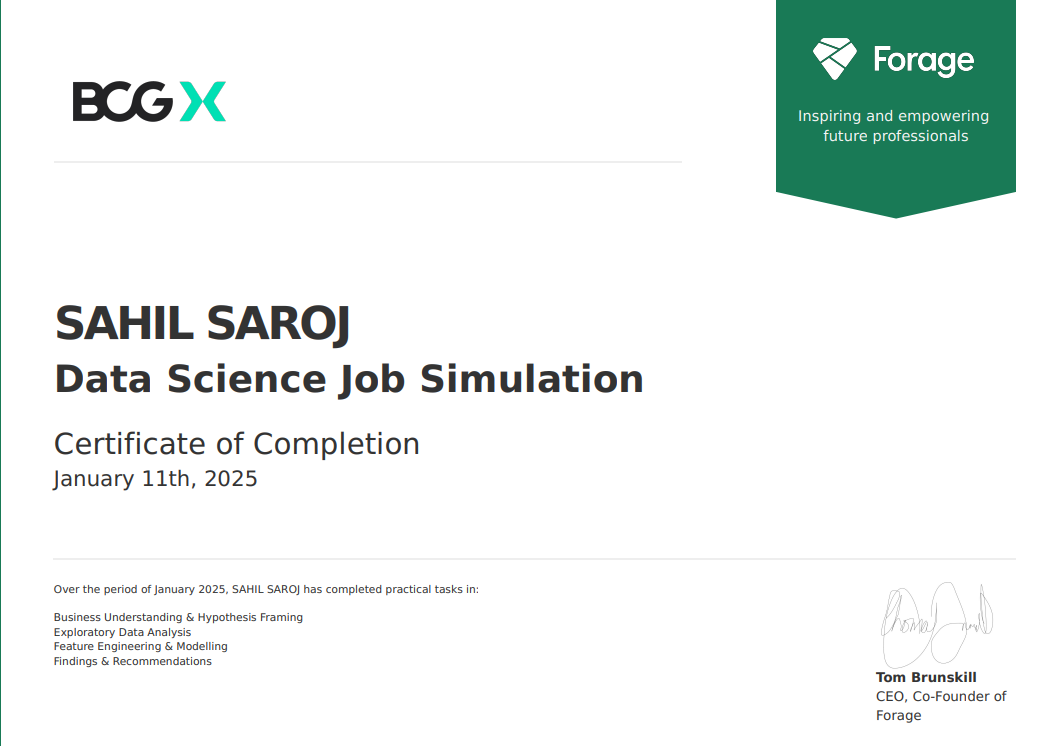 BCG X
Forage
Inspiring and empowering
future professionals
SAHIL SAROJ
Data Science Job Simulation
Certificate of Completion
January 11th, 2025
Over the period of January 2025, SAHIL SAROJ has completed practical tasks in:
Business Understanding & Hypothesis Framing
Exploratory Data Analysis
Feature Engineering & Modelling
Findings & Recommendations
Tom Brunskill
CEO, Co-Founder of
Forage